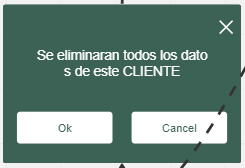 Se eliminaran todos los dato
s de este CLIENTE
Ok
Cancel